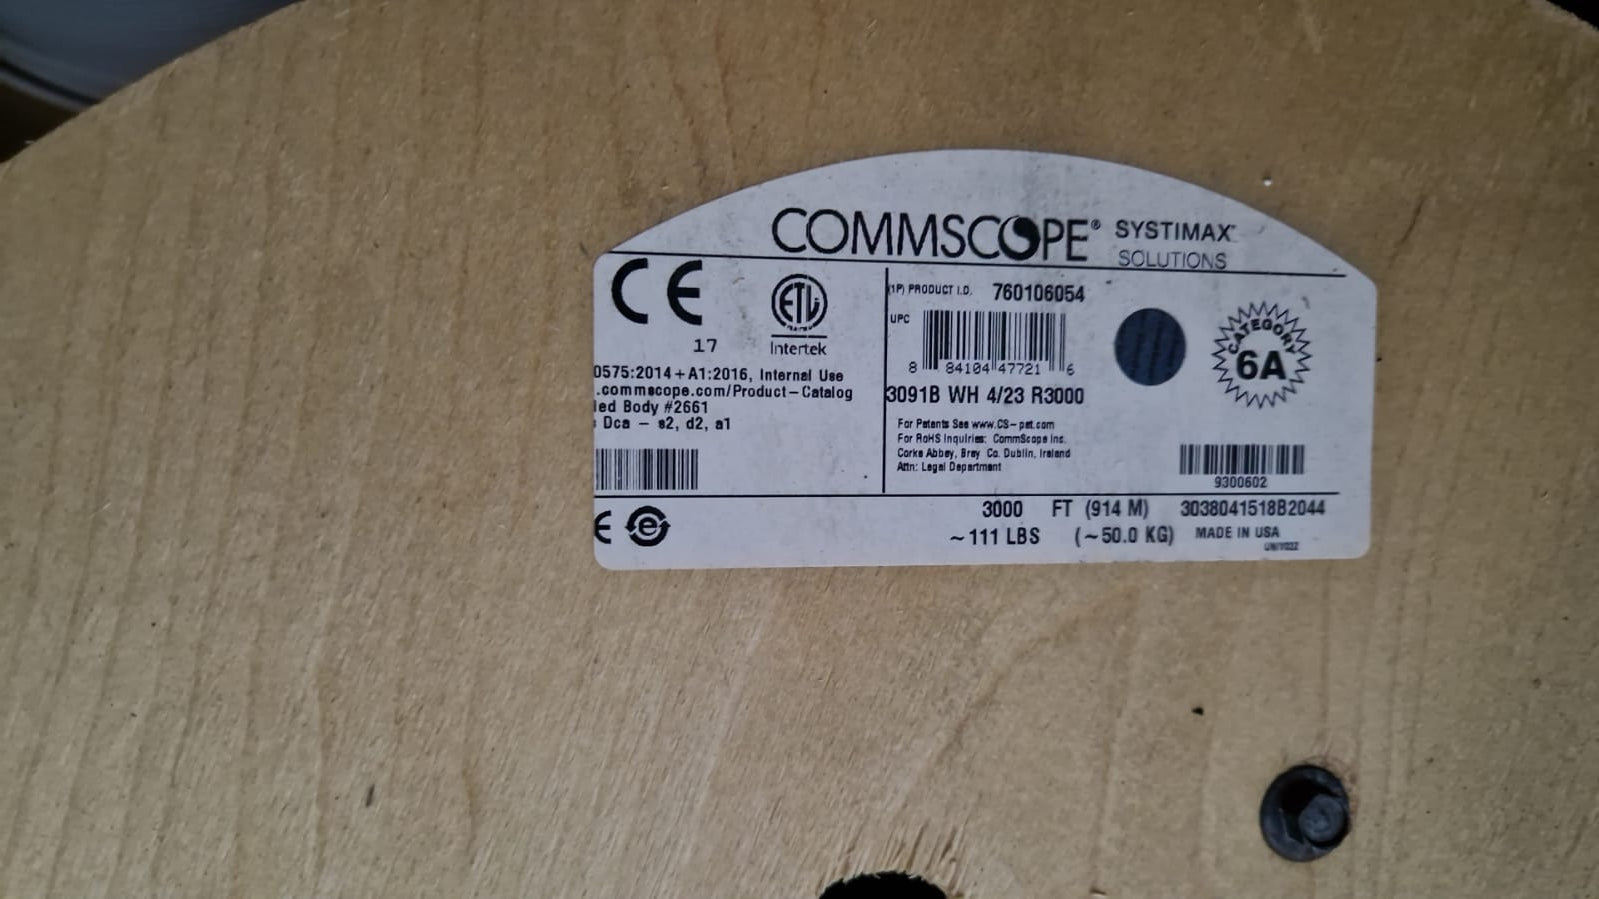 COMMSCOPE® SYSTIMAX™
SOLUTIONS
CE
17
ETL
Intertek
0575:2014+A1:2016, Internal Use
.commscope.com/Product-Catalog
ied Body #2661
Dca - s2, d2, a1
(1P) PRODUCT I.D. 760106054
UPC
8 84104 47721 6
3091B WH 4/23 R3000
For Patents See www.CS-pat.com
For RoHS Inquiries: CommScope Inc.
Corke Abbey, Bray Co. Dublin, Ireland
Attn: Legal Department
CATEGORY
6A
9300602
e
3000 FT (914 M) 3038041518B2044
~111 LBS (~50.0 KG) MADE IN USA